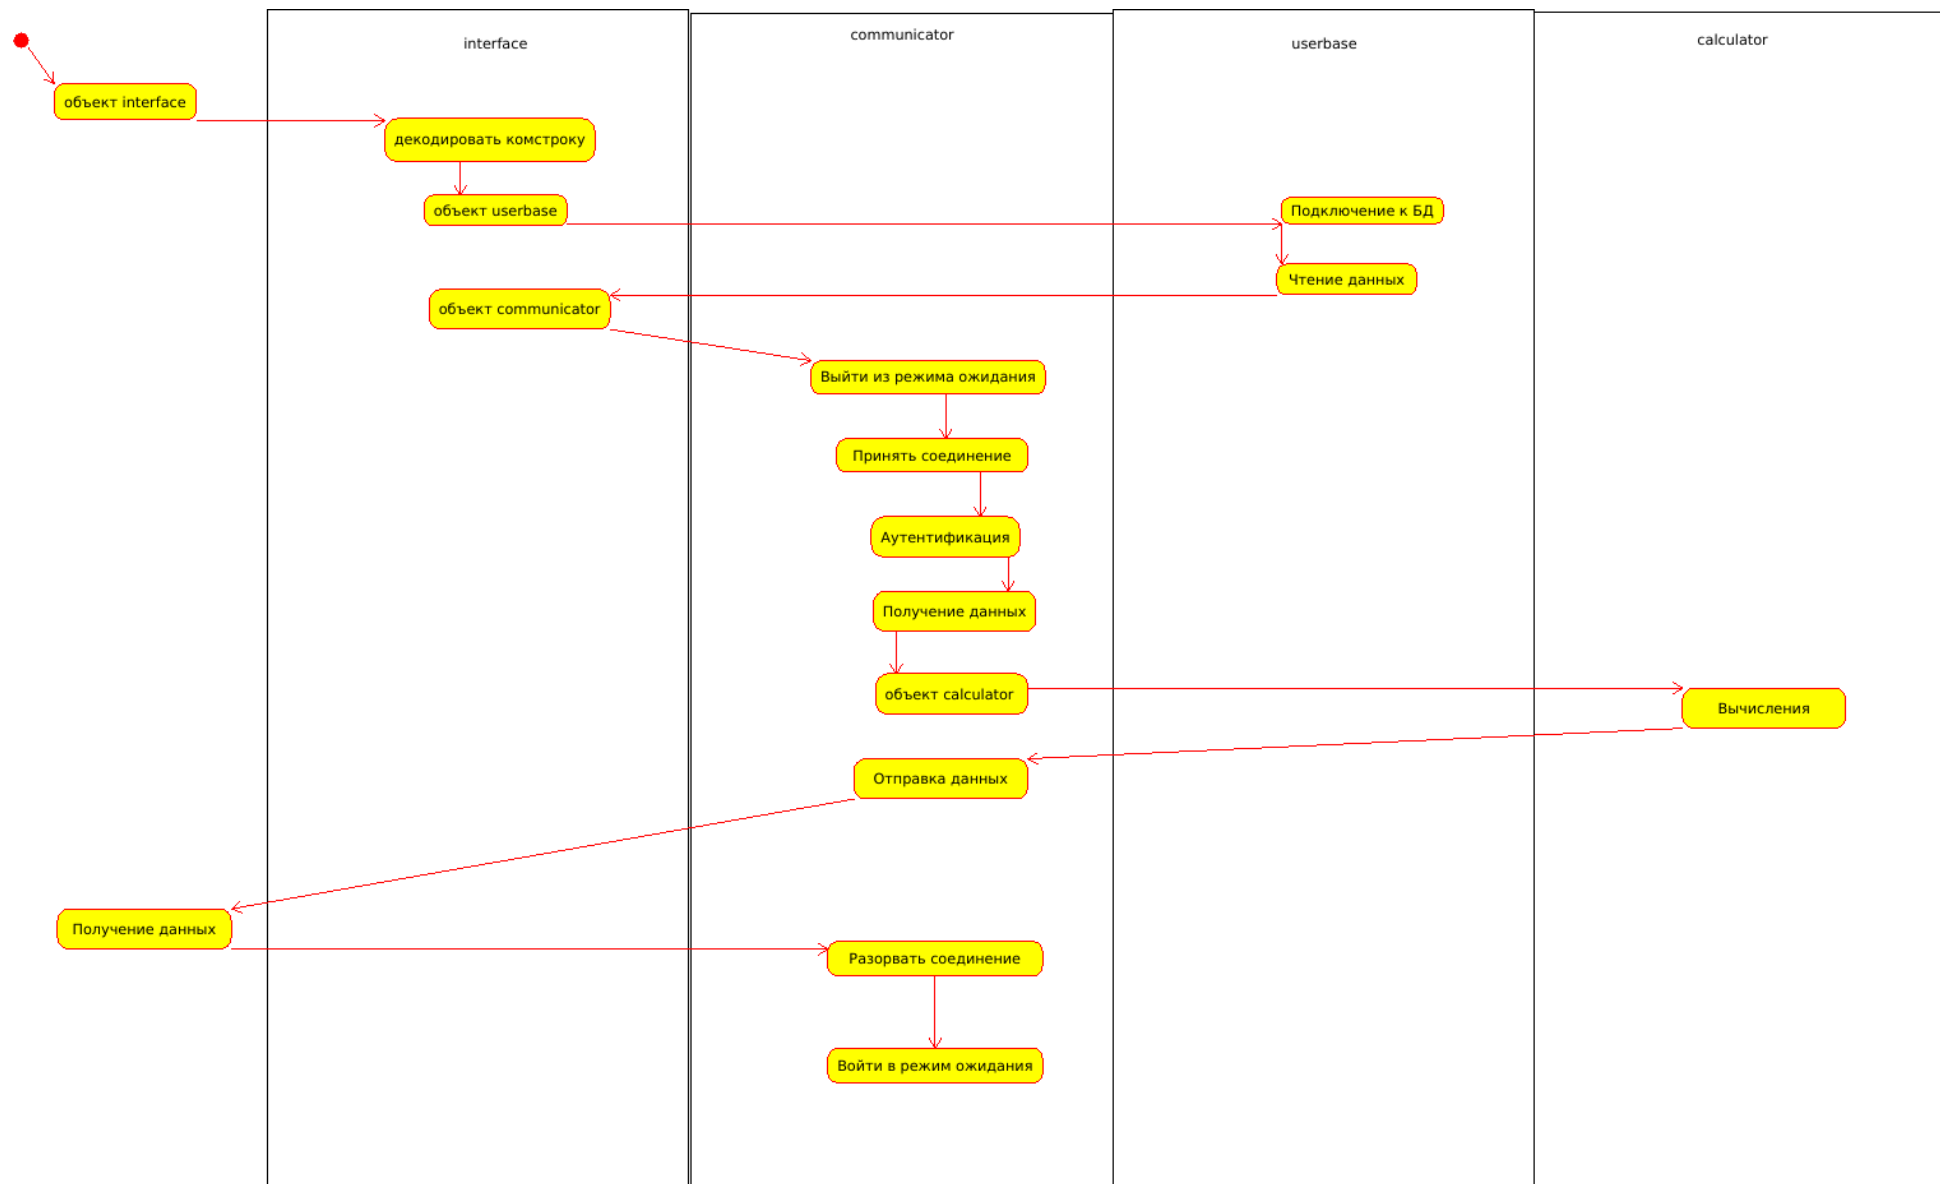 interface
communicator
userbase
calculator
объект interface
декодировать комстроку
объект userbase
Подключение к БД
Чтение данных
объект communicator
Выйти из режима ожидания
Принять соединение
Аутентификация
Получение данных
объект calculator
Вычисления
Отправка данных
Получение данных
Разорвать соединение
Войти в режим ожидания